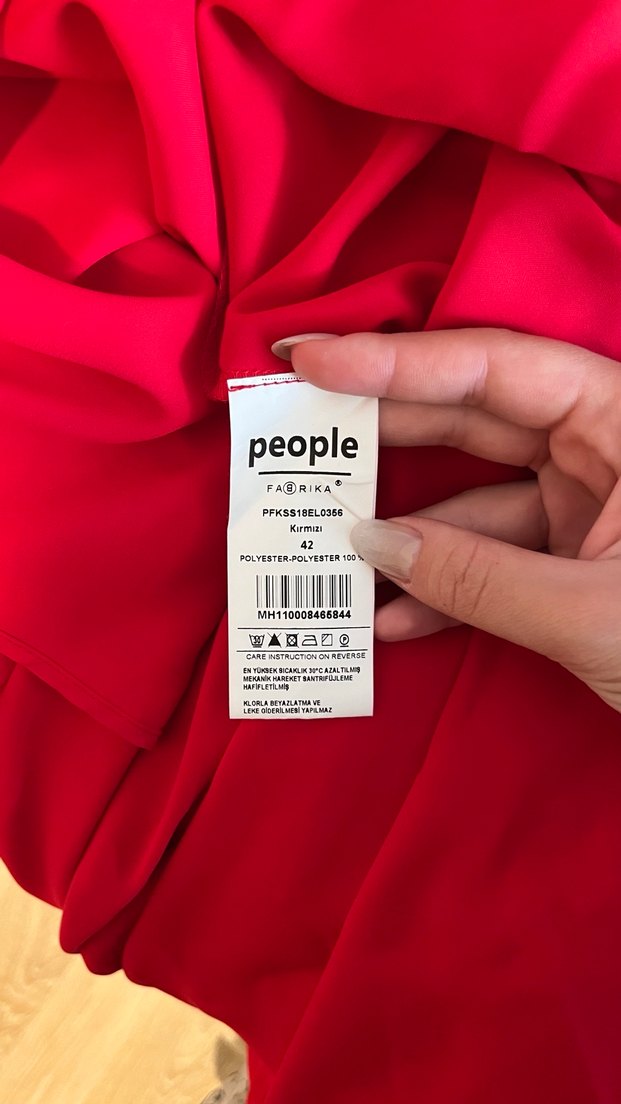 people
FABRIKA®
PFKSS18EL0356
Kırmızı
42
POLYESTER-POLYESTER 100 %
MH110008465844
CARE INSTRUCTION ON REVERSE
EN YÜKSEK SICAKLIK 30°C AZALTILMIŞ
MEKANİK HAREKET SANTRİFÜJLEME
HAFİFLETİLMİŞ
KLORLA BEYAZLATMA VE
LEKE GİDERİLMESİ YAPILMAZ